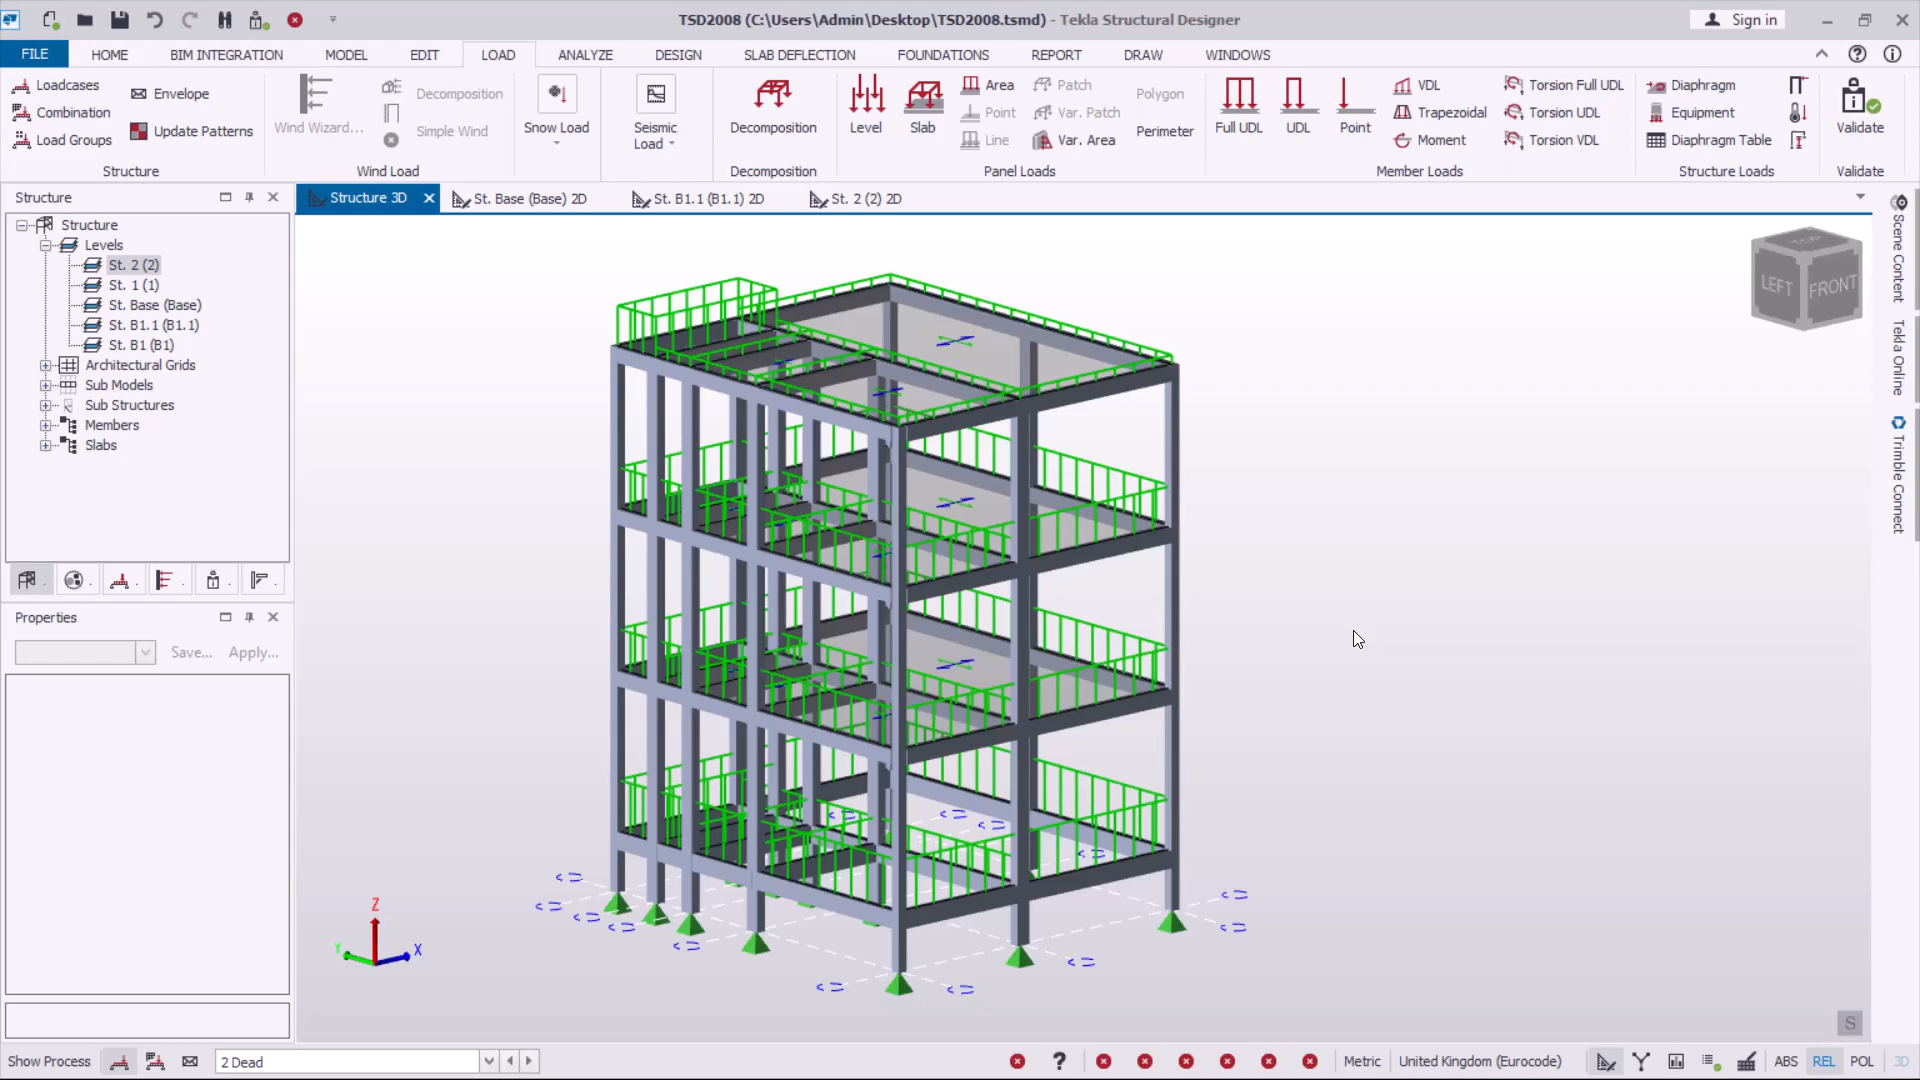 TSD2008 (C:\Users\Admin\Desktop\TSD2008.tsmd) - Tekla Structural Designer
Sign in
FILE HOME BIM INTEGRATION MODEL EDIT LOAD ANALYZE DESIGN SLAB DEFLECTION FOUNDATIONS REPORT DRAW WINDOWS
Loadcases
Combination
Load Groups
Envelope
Update Patterns
Structure
Wind Wizard...
Decomposition
Simple Wind
Wind Load
Snow Load
Seismic
Load
Decomposition
Decomposition
Level
Slab
Area
Point
Line
Patch
Var. Patch
Var. Area
Polygon
Perimeter
Panel Loads
Full UDL
UDL
Point
VDL
Trapezoidal
Moment
Torsion Full UDL
Torsion UDL
Torsion VDL
Member Loads
Diaphragm
Equipment
Diaphragm Table
Structure Loads
Validate
Validate
Structure
Structure 3D
St. Base (Base) 2D
St. B1.1 (B1.1) 2D
St. 2 (2) 2D
Structure
Levels
St. 2 (2)
St. 1 (1)
St. Base (Base)
St. B1.1 (B1.1)
St. B1 (B1)
Architectural Grids
Sub Models
Sub Structures
Members
Slabs
Properties
Save...
Apply...
TOP
LEFT
FRONT
Scene Content
Tekla Online
Trimble Connect
Z
Y
X
S
Show Process
2 Dead
Metric
United Kingdom (Eurocode)
ABS
REL
POL
3D